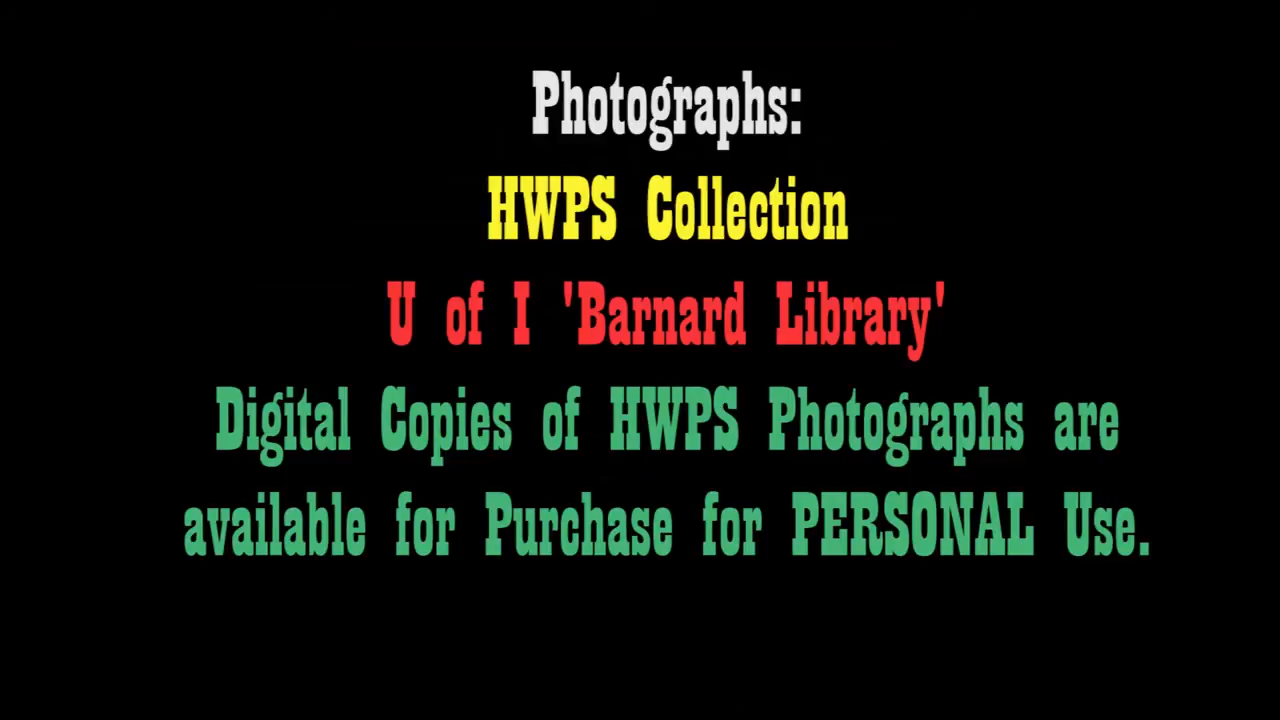 Photographs:
HWPS Collection
U of I 'Barnard Library'
Digital Copies of HWPS Photographs are
available for Purchase for PERSONAL Use.